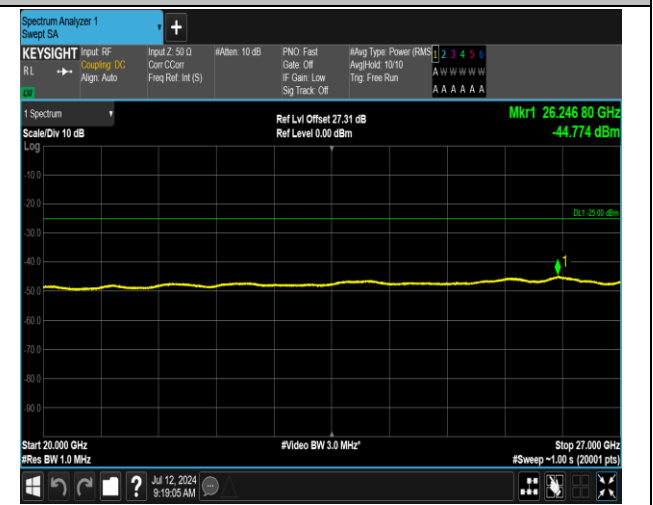 Spectrum Analyzer 1
Swept SA
+
KEYSIGHT
RL
Input: RF
Coupling: DC
Align: Auto
Input Z: 50 Ω
Corr CCorr
Freq Ref: Int (S)
#Atten: 10 dB
PNO: Fast
Gate: Off
IF Gain: Low
Sig Track: Off
#Avg Type: Power (RMS
Avg|Hold: 10/10
Trig: Free Run
1 2 3 4 5 6
A W W W W W
A A A A A A
1 Spectrum
Scale/Div 10 dB
Log
Ref Lvl Offset 27.31 dB
Ref Level 0.00 dBm
Mkr1 26.246 80 GHz
-44.774 dBm
-10.0
-20.0
DL1 -25.00 dBm
-30.0
-40.0
1
-50.0
-60.0
-70.0
-80.0
-90.0
Start 20.000 GHz
#Res BW 1.0 MHz
#Video BW 3.0 MHz*
Stop 27.000 GHz
#Sweep ~1.00 s (20001 pts)
?
Jul 12, 2024
9:19:05 AM